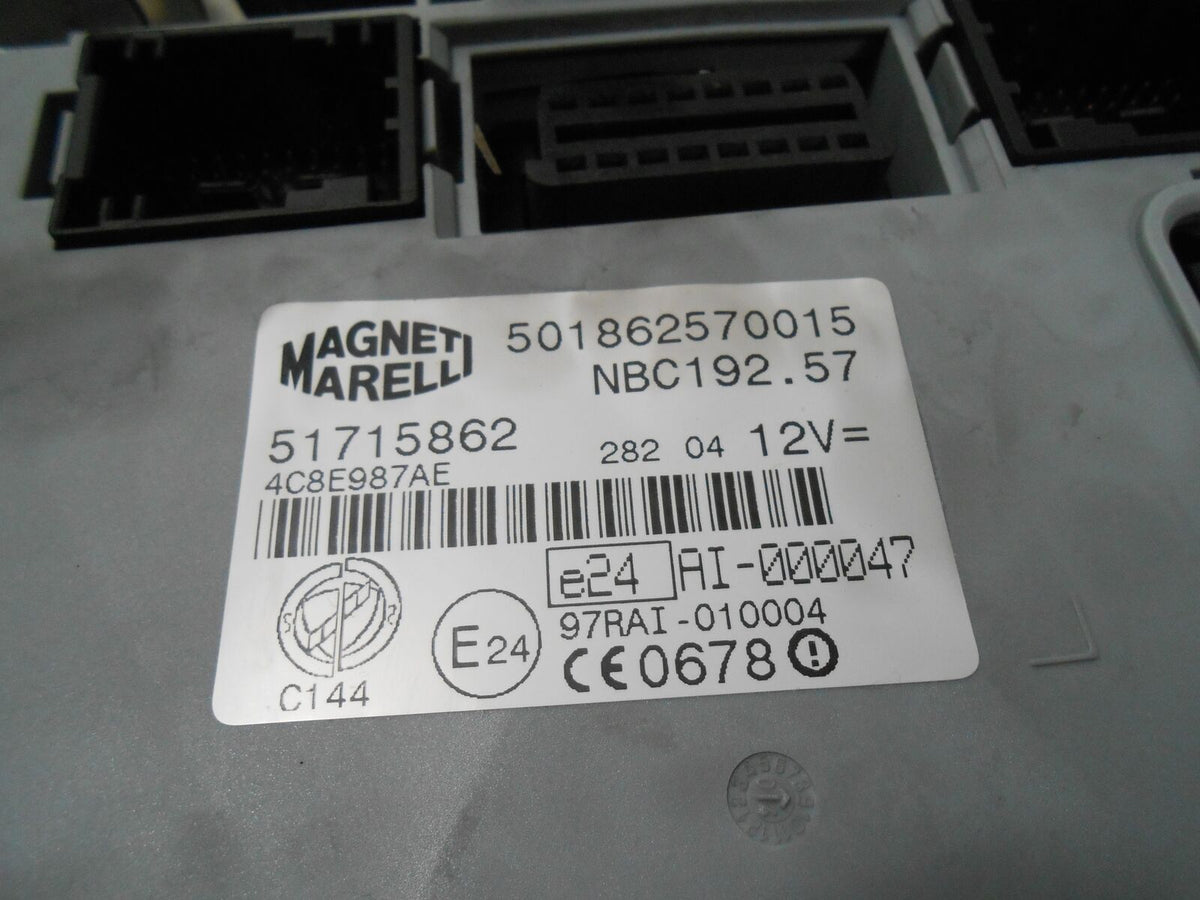 MAGNETI
MARELLI
501862570015
NBC192.57
51715862
282 04 12V=
4C8E987AE
e24 AI-000047
97RAI-010004
E24
CE0678
C144